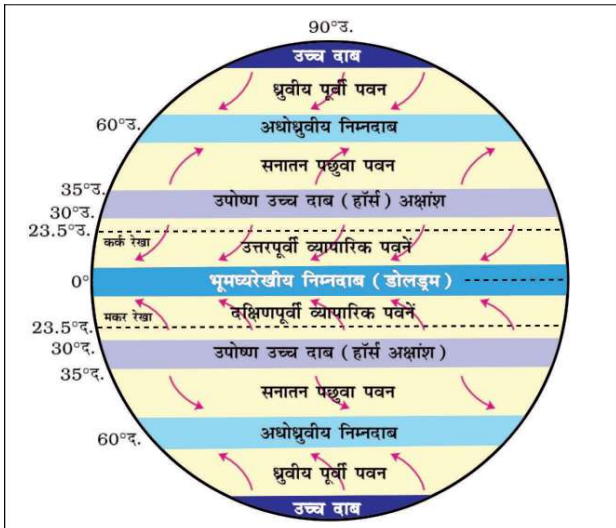 90°उ.
उच्च दाब
ध्रुवीय पूर्वी पवन
60°उ.
अधोध्रुवीय निम्नदाब
सनातन पछुवा पवन
35°उ.
उपोष्ण उच्च दाब (हॉर्स) अक्षांश
30°उ.
23.5°उ.
कर्क रेखा
उत्तरपूर्वी व्यापारिक पवनें
0°
भूमध्यरेखीय निम्नदाब (डोलड्रम)
मकर रेखा
दक्षिणपूर्वी व्यापारिक पवनें
23.5°द.
30°द.
उपोष्ण उच्च दाब (हॉर्स अक्षांश)
35°द.
सनातन पछुवा पवन
60°द.
अधोध्रुवीय निम्नदाब
ध्रुवीय पूर्वी पवन
उच्च दाब